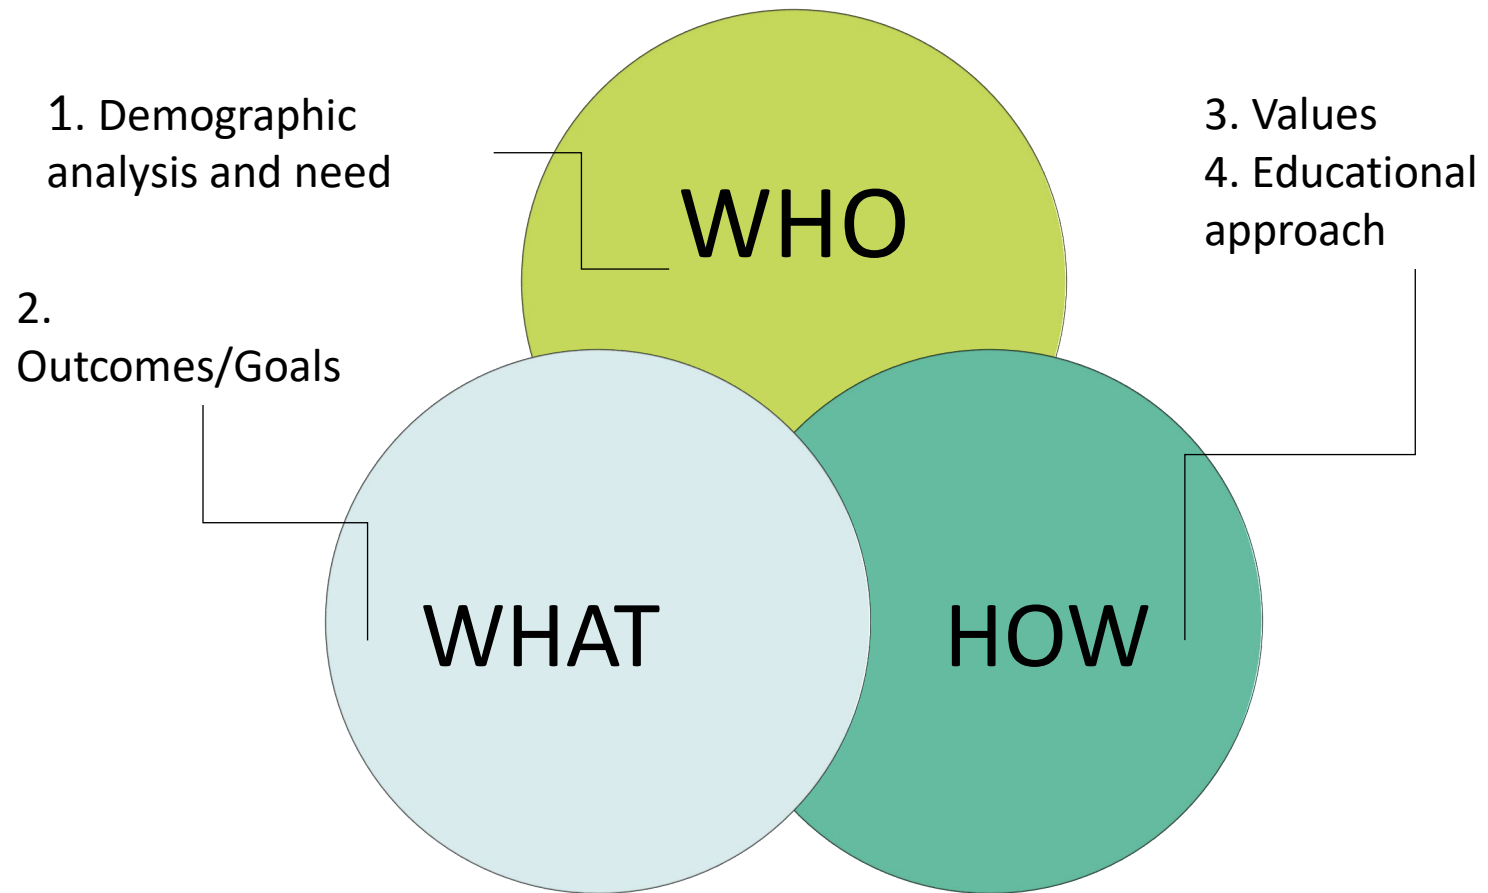 1. Demographic
analysis and need
2.
Outcomes/Goals
3. Values
4. Educational
approach
WHO
WHAT
HOW